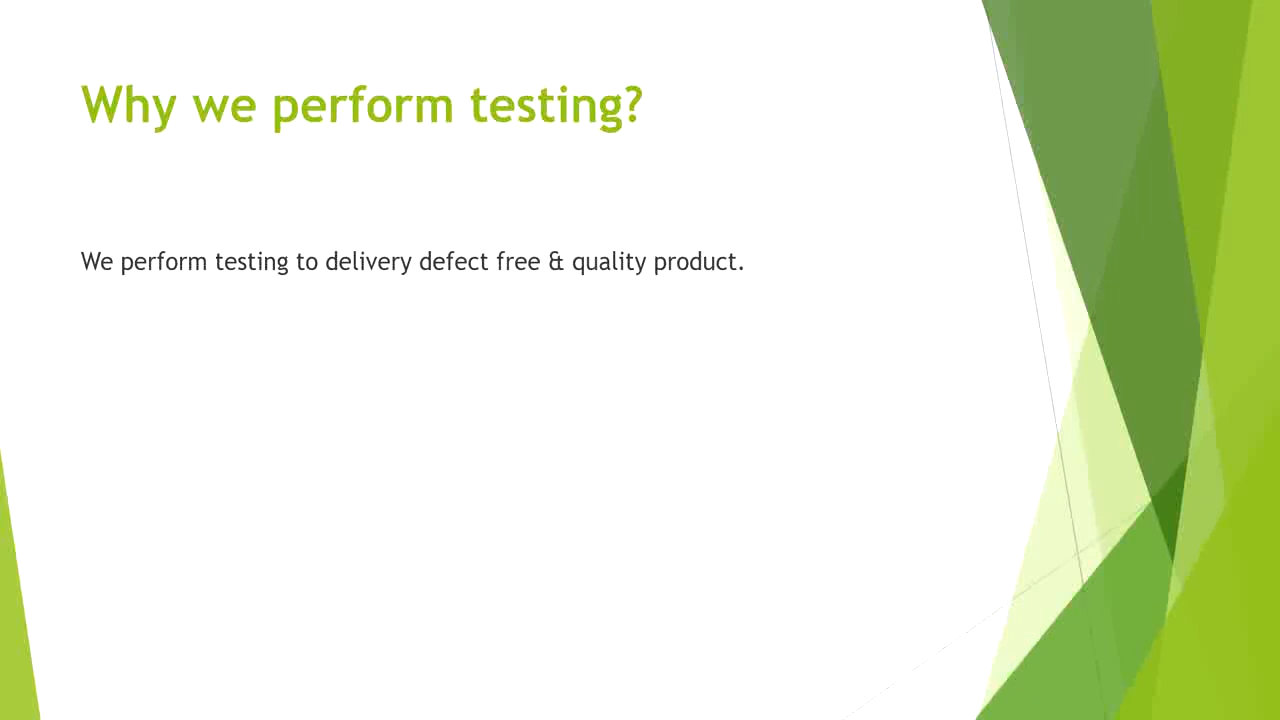 Why we perform testing?
We perform testing to delivery defect free & quality product.